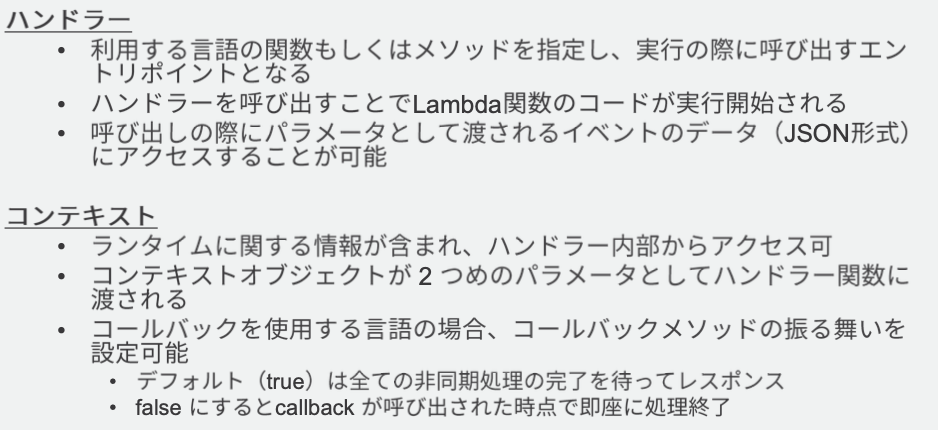 ハンドラー
• 利用する言語の関数もしくはメソッドを指定し、実行の際に呼び出すエン
トリポイントとなる
• ハンドラーを呼び出すことでLambda関数のコードが実行開始される
• 呼び出しの際にパラメータとして渡されるイベントのデータ（JSON形式）
にアクセスすることが可能
コンテキスト
• ランタイムに関する情報が含まれ、ハンドラー内部からアクセス可
• コンテキストオブジェクトが 2 つめのパラメータとしてハンドラー関数に
渡される
• コールバックを使用する言語の場合、コールバックメソッドの振る舞いを
設定可能
• デフォルト（true）は全ての非同期処理の完了を待ってレスポンス
• false にするとcallback が呼び出された時点で即座に処理終了